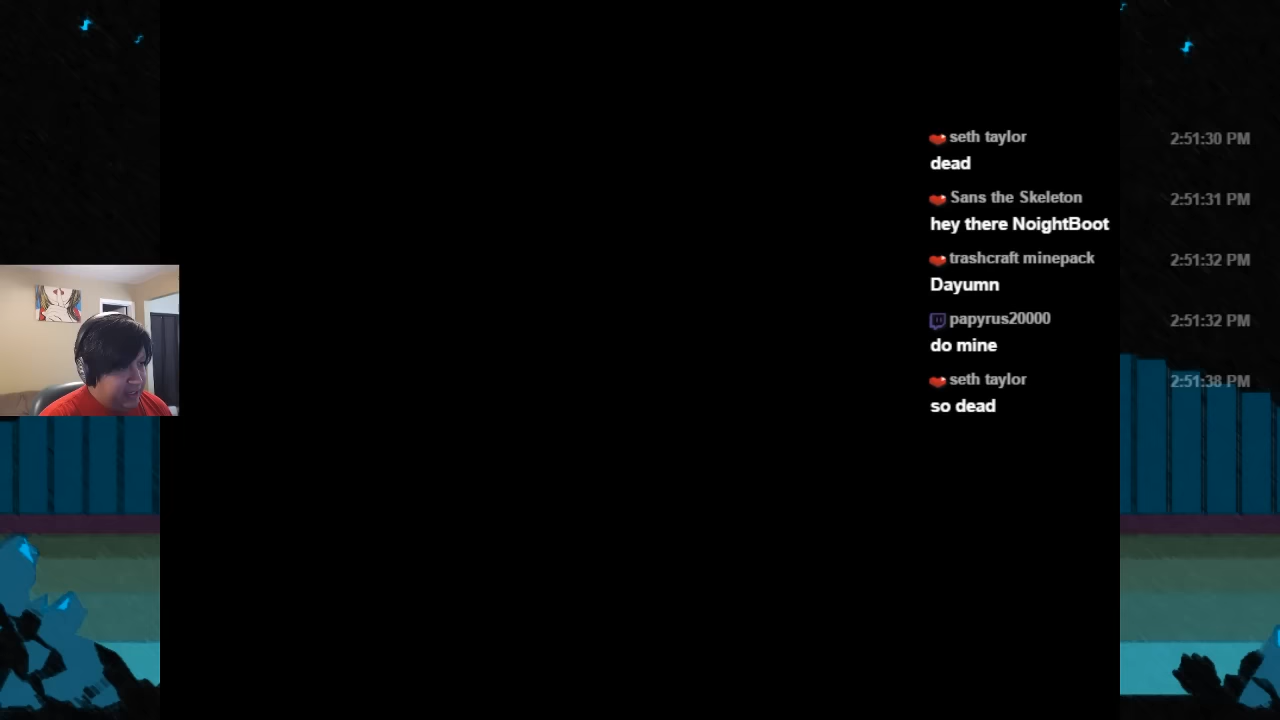 seth taylor 2:51:30 PM
dead
Sans the Skeleton 2:51:31 PM
hey there NoightBoot
trashcraft minepack 2:51:32 PM
Dayumn
papyrus20000 2:51:32 PM
do mine
seth taylor 2:51:38 PM
so dead